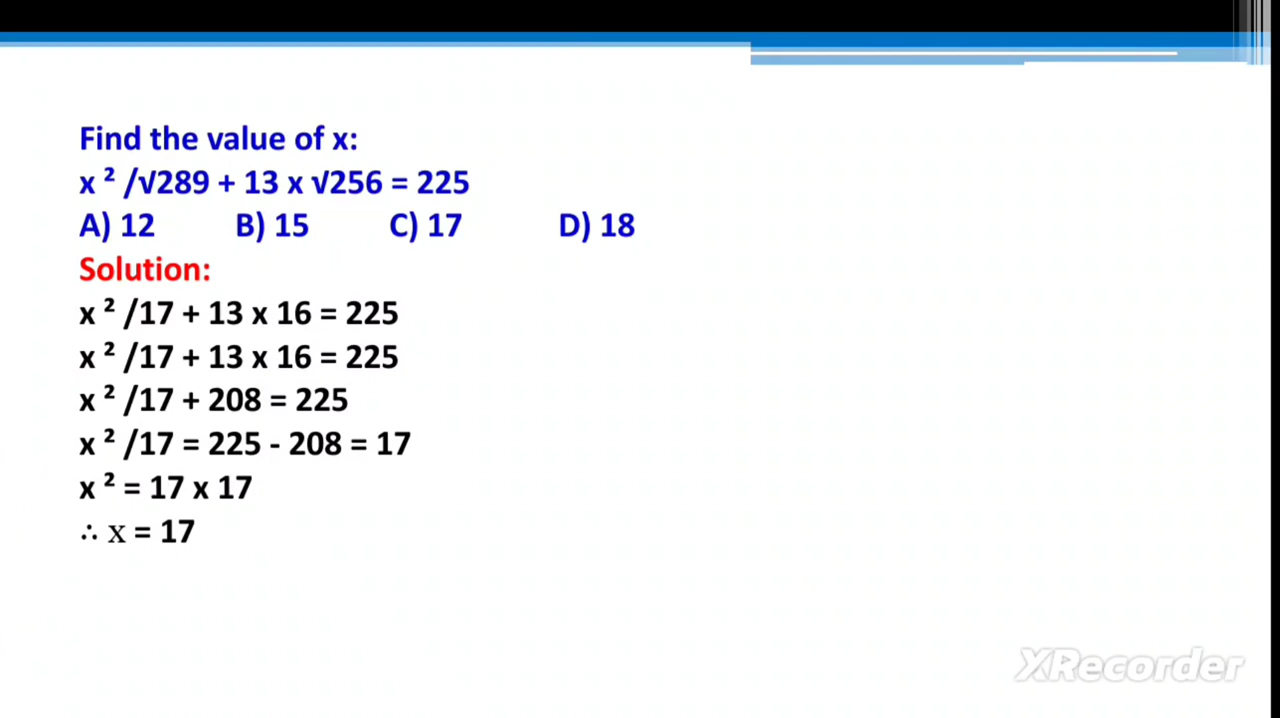 Find the value of x:
x ² /√289 + 13 x √256 = 225
A) 12 B) 15 C) 17 D) 18
Solution:
x ² /17 + 13 x 16 = 225
x ² /17 + 13 x 16 = 225
x ² /17 + 208 = 225
x ² /17 = 225 - 208 = 17
x ² = 17 x 17
∴ x = 17
XRecorder